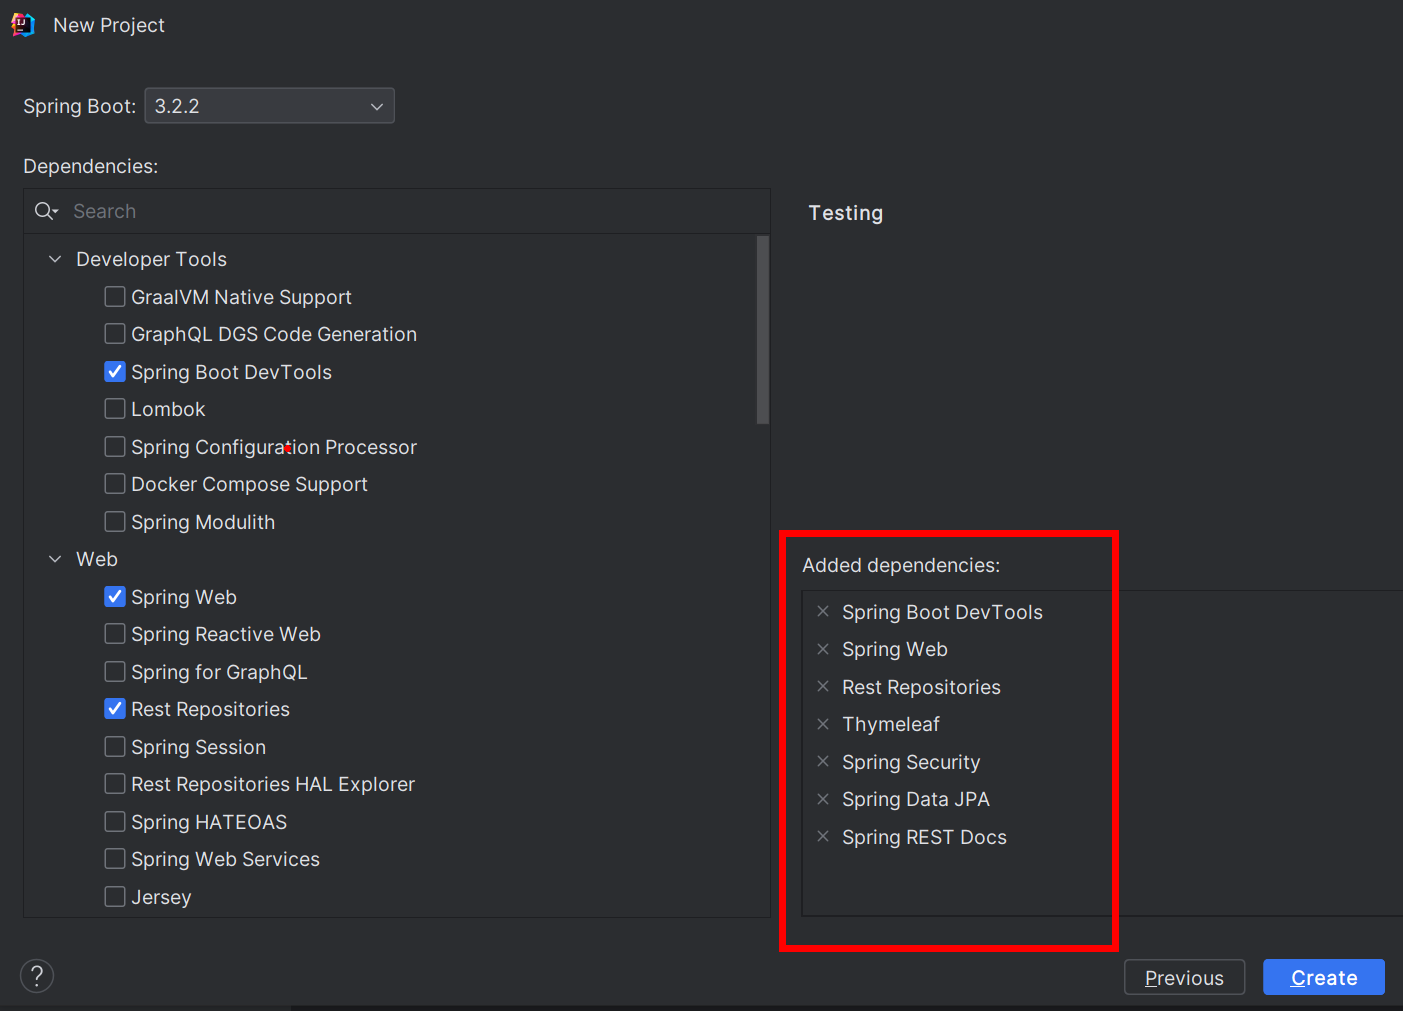 New Project
Spring Boot: 3.2.2
Dependencies:
Search
Developer Tools
GraalVM Native Support
GraphQL DGS Code Generation
Spring Boot DevTools
Lombok
Spring Configuration Processor
Docker Compose Support
Spring Modulith
Web
Spring Web
Spring Reactive Web
Spring for GraphQL
Rest Repositories
Spring Session
Rest Repositories HAL Explorer
Spring HATEOAS
Spring Web Services
Jersey
Testing
Added dependencies:
Spring Boot DevTools
Spring Web
Rest Repositories
Thymeleaf
Spring Security
Spring Data JPA
Spring REST Docs
?
Previous
Create